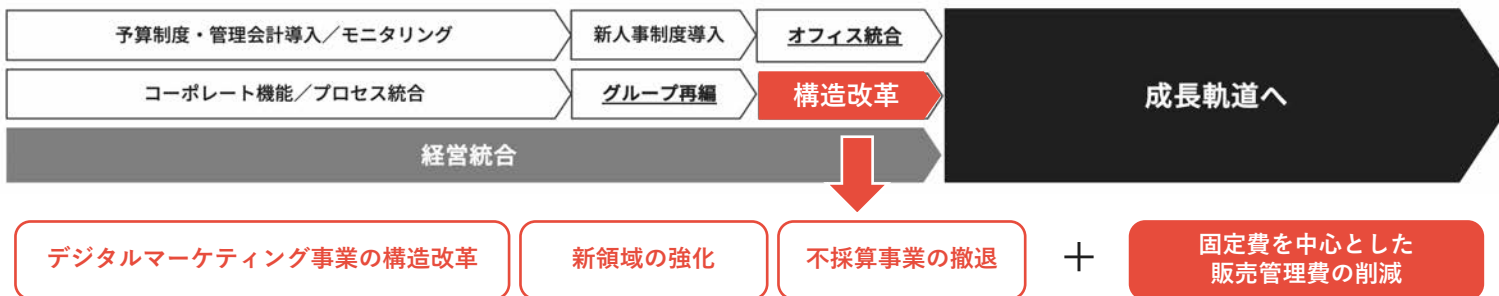 予算制度・管理会計導入／モニタリング
新人事制度導入
オフィス統合
コーポレート機能／プロセス統合
グループ再編
構造改革
成長軌道へ
経営統合
デジタルマーケティング事業の構造改革
新領域の強化
不採算事業の撤退
＋
固定費を中心とした
販売管理費の削減